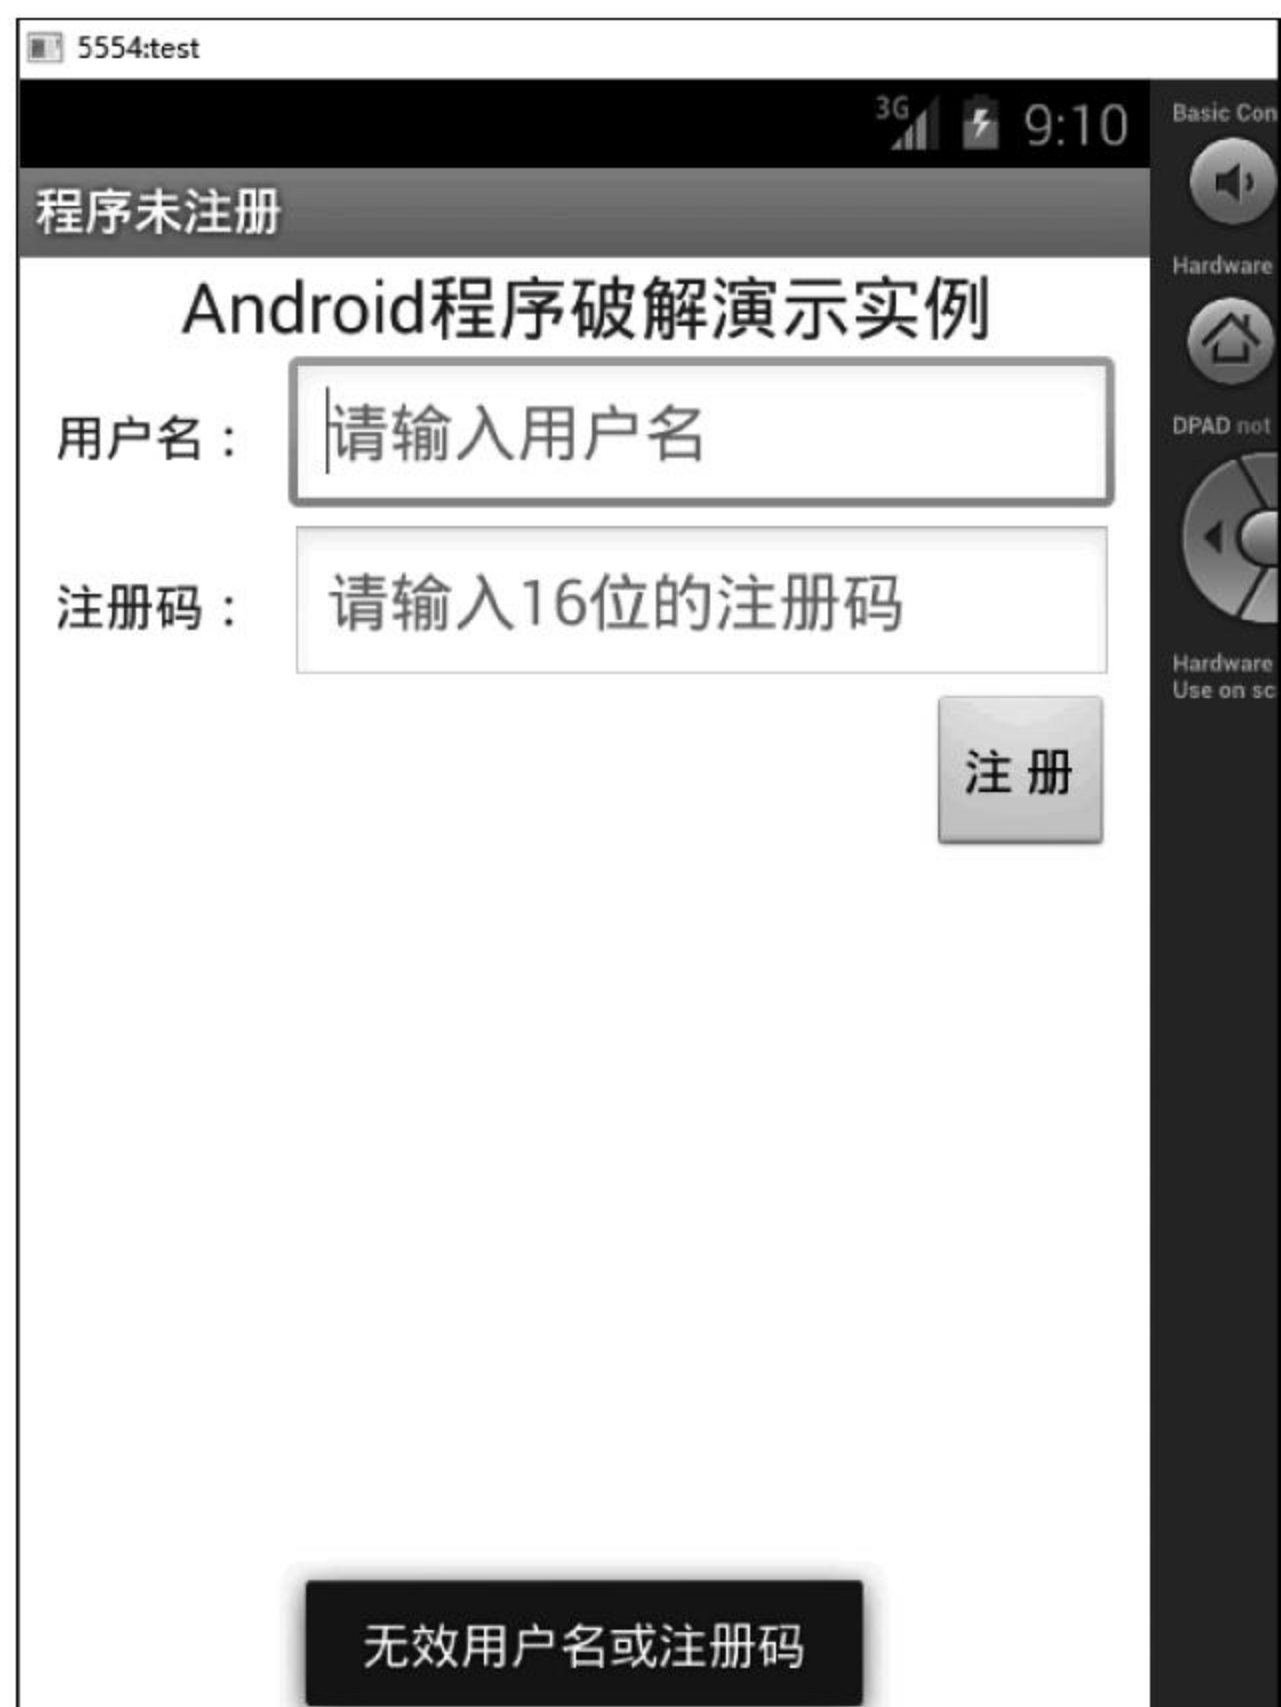 5554:test
3G 9:10
Basic Con
程序未注册
Hardware
Android程序破解演示实例
用户名： 请输入用户名
DPAD not
注册码： 请输入16位的注册码
Hardware
Use on sc
注 册
无效用户名或注册码